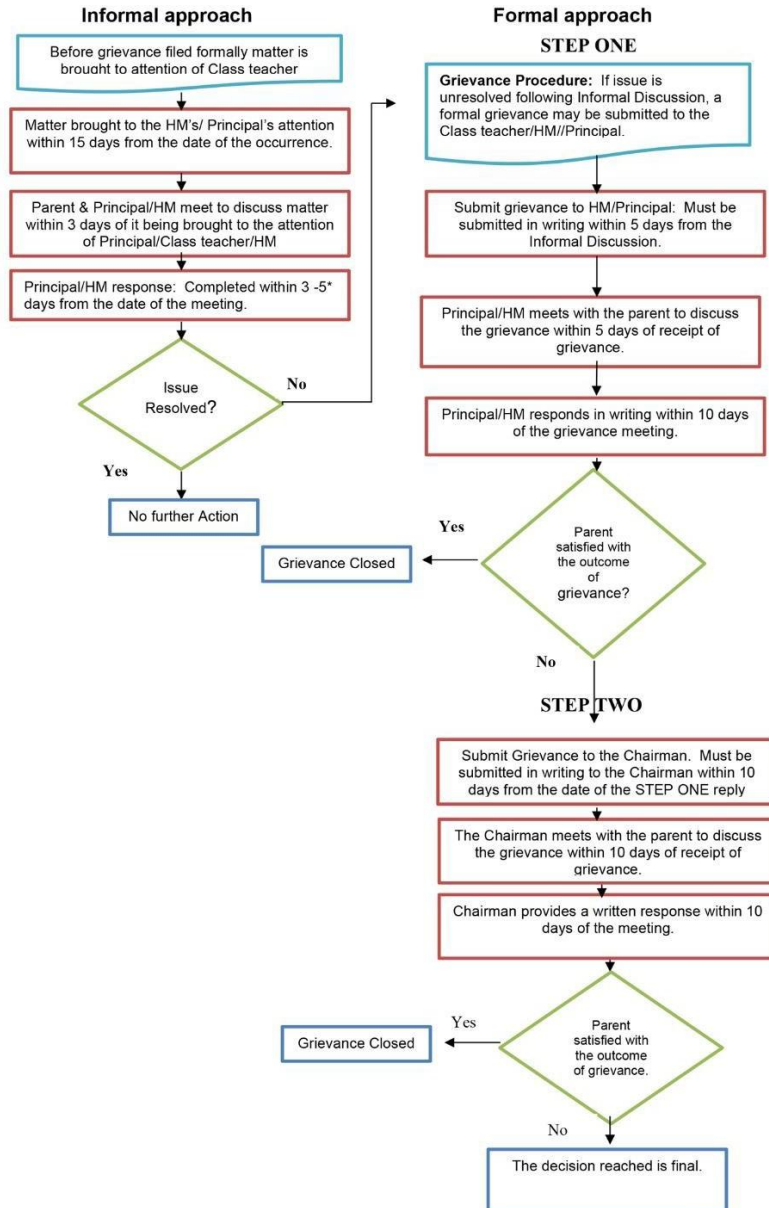 Informal approach
Before grievance filed formally matter is
brought to attention of Class teacher
Matter brought to the HM's/ Principal's attention
within 15 days from the date of the occurrence.
Parent & Principal/HM meet to discuss matter
within 3 days of it being brought to the
attention of Principal/Class teacher/HM
Principal/HM response: Completed within 3 -5*
days from the date of the meeting.
Issue
Resolved?
No
Yes
No further Action
Formal approach
STEP ONE
Grievance Procedure: If issue is
unresolved following Informal Discussion, a
formal grievance may be submitted to the
Class teacher/HM//Principal.
Submit grievance to HM/Principal: Must be
submitted in writing within 5 days from the
Informal Discussion.
Principal/HM meets with the parent to discuss
the grievance within 5 days of receipt of
grievance.
Principal/HM responds in writing within 10 days
of the grievance meeting.
Parent
satisfied with
the outcome
of
grievance?
Yes
Grievance Closed
No
STEP TWO
Submit Grievance to the Chairman. Must be
submitted in writing to the Chairman within 10
days from the date of the STEP ONE reply
The Chairman meets with the parent to discuss
the grievance within 10 days of receipt of
grievance.
Chairman provides a written response within 10
days of the meeting.
Parent
satisfied with
the outcome
of grievance.
Yes
Grievance Closed
No
The decision reached is final.